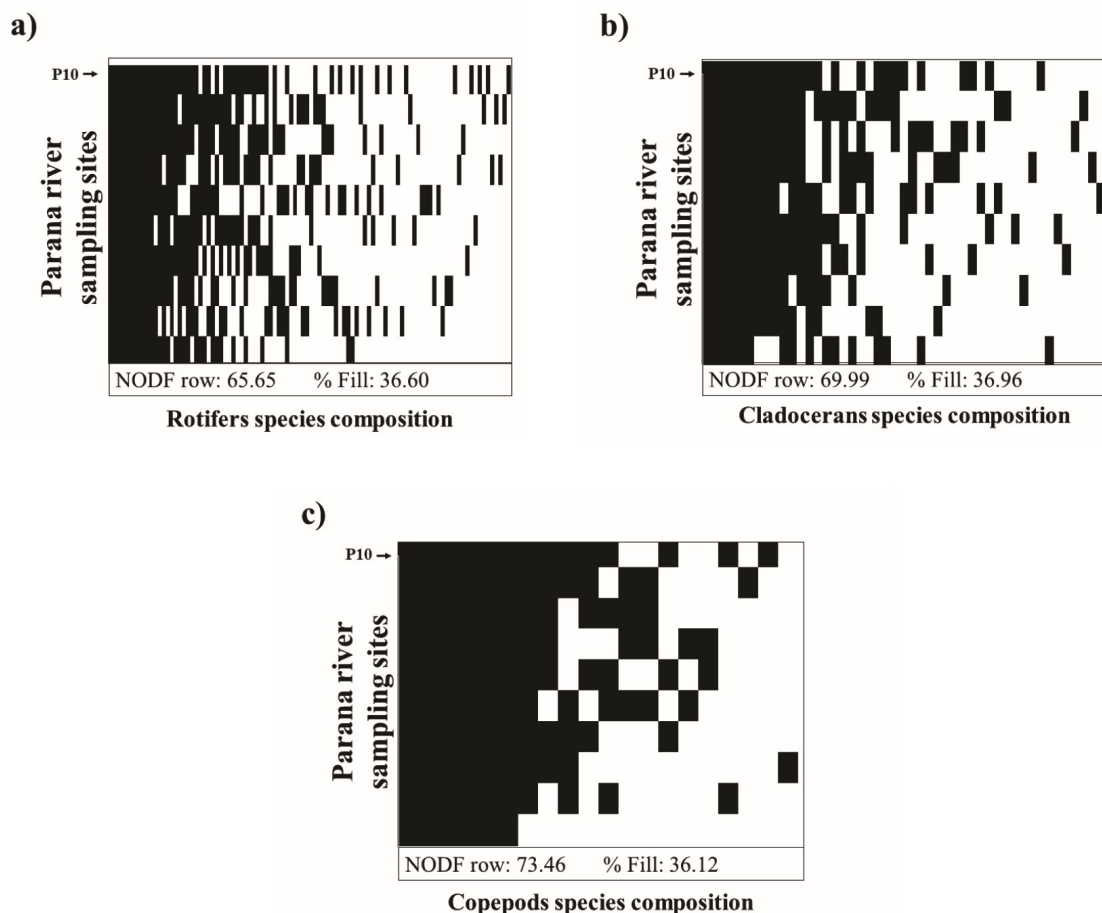 a)
P10→
Parana river
sampling sites
NODF row: 65.65 % Fill: 36.60
Rotifers species composition
b)
P10→
Parana river
sampling sites
NODF row: 69.99 % Fill: 36.96
Cladocerans species composition
c)
P10→
Parana river
sampling sites
NODF row: 73.46 % Fill: 36.12
Copepods species composition